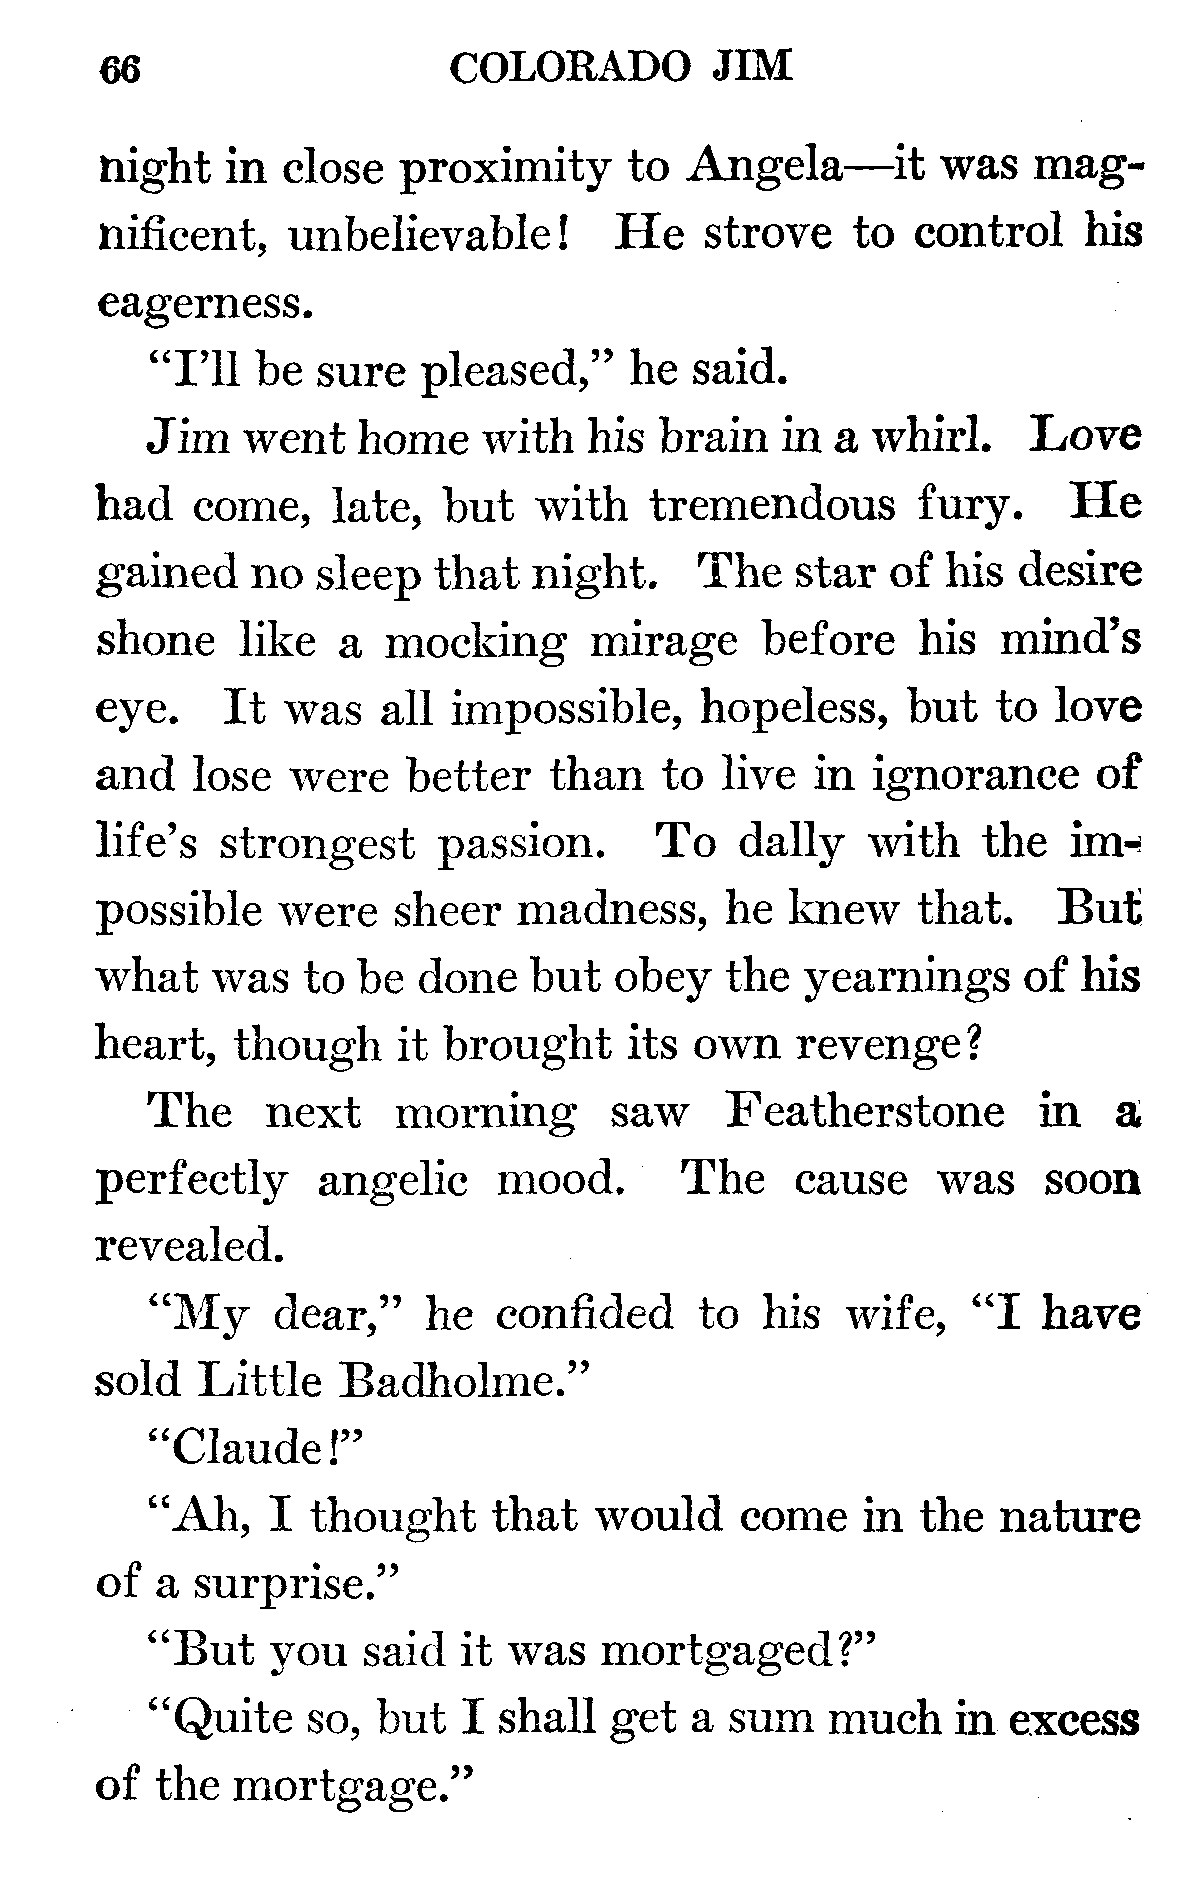 66 COLORADO JIM
night in close proximity to Angela—it was mag-
nificent, unbelievable! He strove to control his
eagerness.
“I’ll be sure pleased,” he said.
Jim went home with his brain in a whirl. Love
had come, late, but with tremendous fury. He
gained no sleep that night. The star of his desire
shone like a mocking mirage before his mind’s
eye. It was all impossible, hopeless, but to love
and lose were better than to live in ignorance of
life’s strongest passion. To dally with the im-
possible were sheer madness, he knew that. But
what was to be done but obey the yearnings of his
heart, though it brought its own revenge?
The next morning saw Featherstone in a
perfectly angelic mood. The cause was soon
revealed.
“My dear,” he confided to his wife, “I have
sold Little Badholme.”
“Claude!”
“Ah, I thought that would come in the nature
of a surprise.”
“But you said it was mortgaged?”
“Quite so, but I shall get a sum much in excess
of the mortgage.”